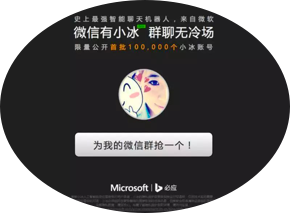 史上最强智能聊天机器人，来自微软
微信有小冰 群聊无冷场
限量公开首批100,000个小冰账号
为我的微信群抢一个！
Microsoft | 必应